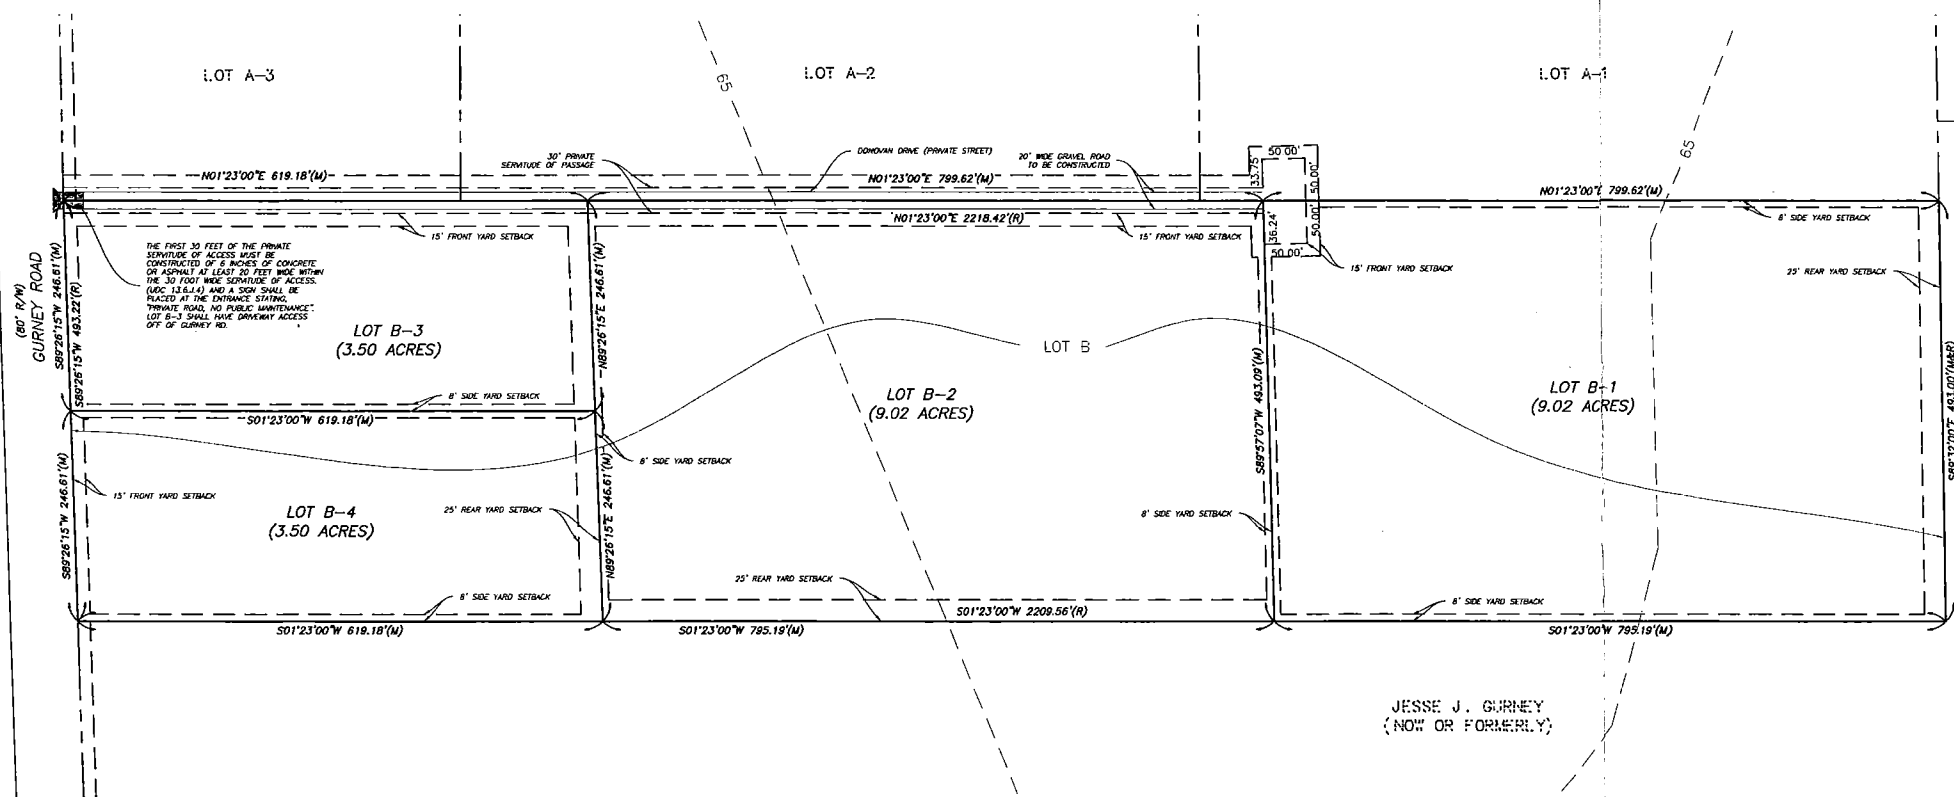 LOT A-3
LOT A-2
LOT A-1
65
65
30' PRIVATE
SERVITUDE OF PASSAGE
DONOVAN DRIVE (PRIVATE STREET)
20' WIDE GRAVEL ROAD
TO BE CONSTRUCTED
50.00'
33.75'
50.00'
N01°23'00"E 619.18'(M)
N01°23'00"E 799.62'(M)
N01°23'00"E 799.62'(M)
N01°23'00"E 2218.42'(R)
36.24'
50.00'
50.00'
15' FRONT YARD SETBACK
15' FRONT YARD SETBACK
8' SIDE YARD SETBACK
15' FRONT YARD SETBACK
25' REAR YARD SETBACK
THE FIRST 30 FEET OF THE PRIVATE
SERVITUDE OF ACCESS MUST BE
CONSTRUCTED OF 6 INCHES OF CONCRETE
OR ASPHALT AT LEAST 20 FEET WIDE WITHIN
THE 30 FOOT WIDE SERVITUDE OF ACCESS.
(UDC 13.6.J.4) AND A SIGN SHALL BE
PLACED AT THE ENTRANCE STATING,
"PRIVATE ROAD, NO PUBLIC MAINTENANCE".
LOT B-3 SHALL HAVE DRIVEWAY ACCESS
OFF OF GURNEY RD.
(80' R/W)
GURNEY ROAD
S89°26'15"W 246.61'(M)
S89°26'15"W 493.22'(R)
N89°26'15"E 246.61'(M)
LOT B-3
(3.50 ACRES)
LOT B
LOT B-2
(9.02 ACRES)
LOT B-1
(9.02 ACRES)
S89°57'07"W 493.09'(M)
S89°32'00"E 493.00'(M&R)
8' SIDE YARD SETBACK
S01°23'00"W 619.18'(M)
8' SIDE YARD SETBACK
S89°26'15"W 246.61'(M)
N89°26'15"E 246.61'(M)
15' FRONT YARD SETBACK
LOT B-4
(3.50 ACRES)
25' REAR YARD SETBACK
8' SIDE YARD SETBACK
25' REAR YARD SETBACK
8' SIDE YARD SETBACK
8' SIDE YARD SETBACK
S01°23'00"W 2209.56'(R)
S01°23'00"W 619.18'(M)
S01°23'00"W 795.19'(M)
S01°23'00"W 795.19'(M)
JESSE J. GURNEY
(NOW OR FORMERLY)